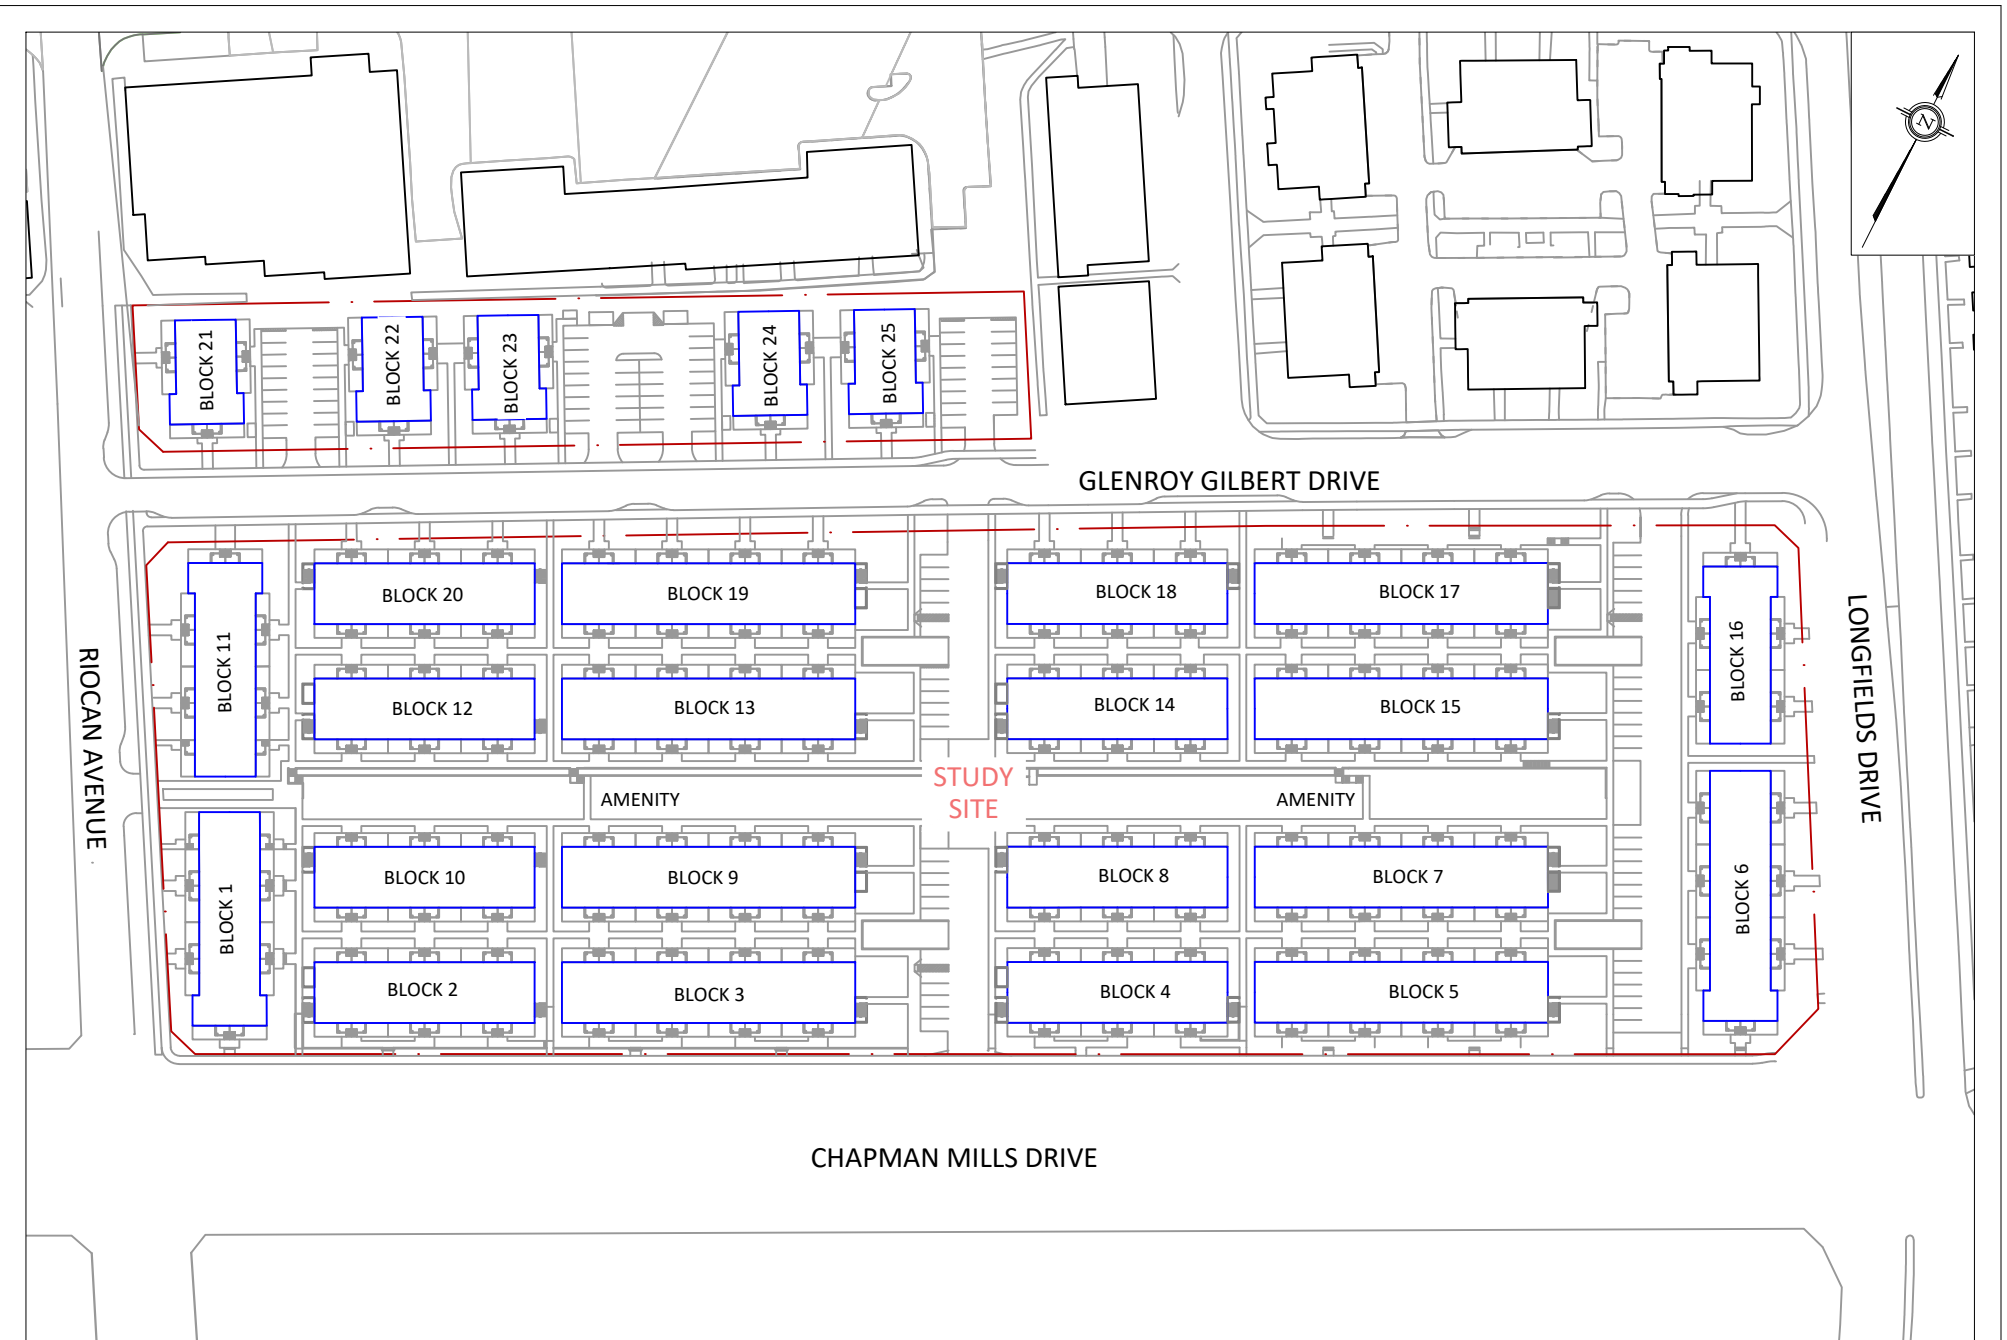 N
BLOCK 21
BLOCK 22
BLOCK 23
BLOCK 24
BLOCK 25
GLENROY GILBERT DRIVE
BLOCK 11
BLOCK 20
BLOCK 19
BLOCK 18
BLOCK 17
BLOCK 16
BLOCK 12
BLOCK 13
BLOCK 14
BLOCK 15
RIOCAN AVENUE
LONGFIELDS DRIVE
STUDY
SITE
AMENITY
AMENITY
BLOCK 1
BLOCK 10
BLOCK 9
BLOCK 8
BLOCK 7
BLOCK 6
BLOCK 2
BLOCK 3
BLOCK 4
BLOCK 5
CHAPMAN MILLS DRIVE